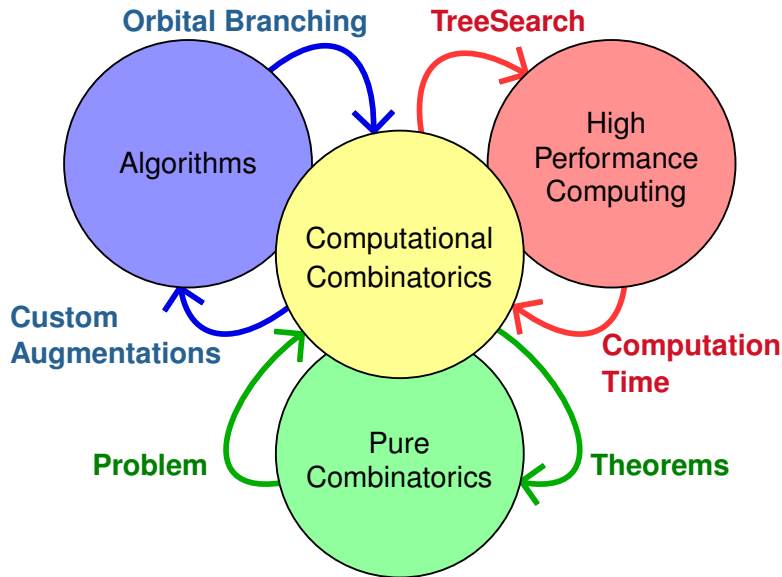 Orbital Branching
TreeSearch
Algorithms
High
Performance
Computing
Computational
Combinatorics
Custom
Augmentations
Computation
Time
Problem
Pure
Combinatorics
Theorems